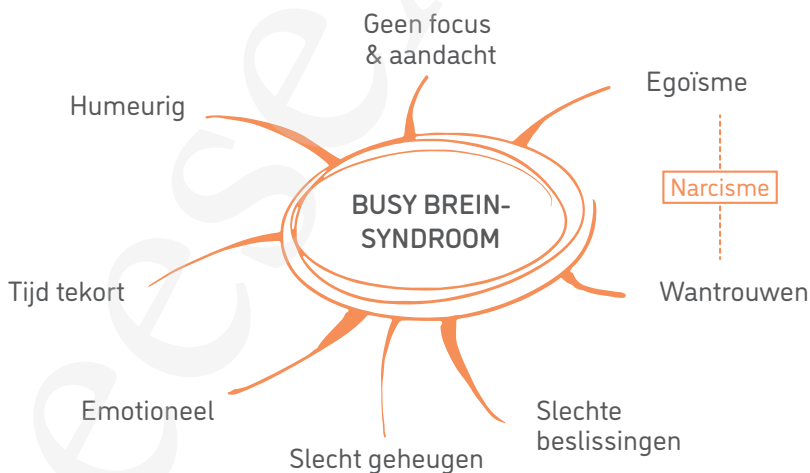 Geen focus
& aandacht
Egoïsme
Humeurig
Narcisme
BUSY BREIN-
SYNDROOM
Tijd tekort
Wantrouwen
Emotioneel
Slechte
beslissingen
Slecht geheugen